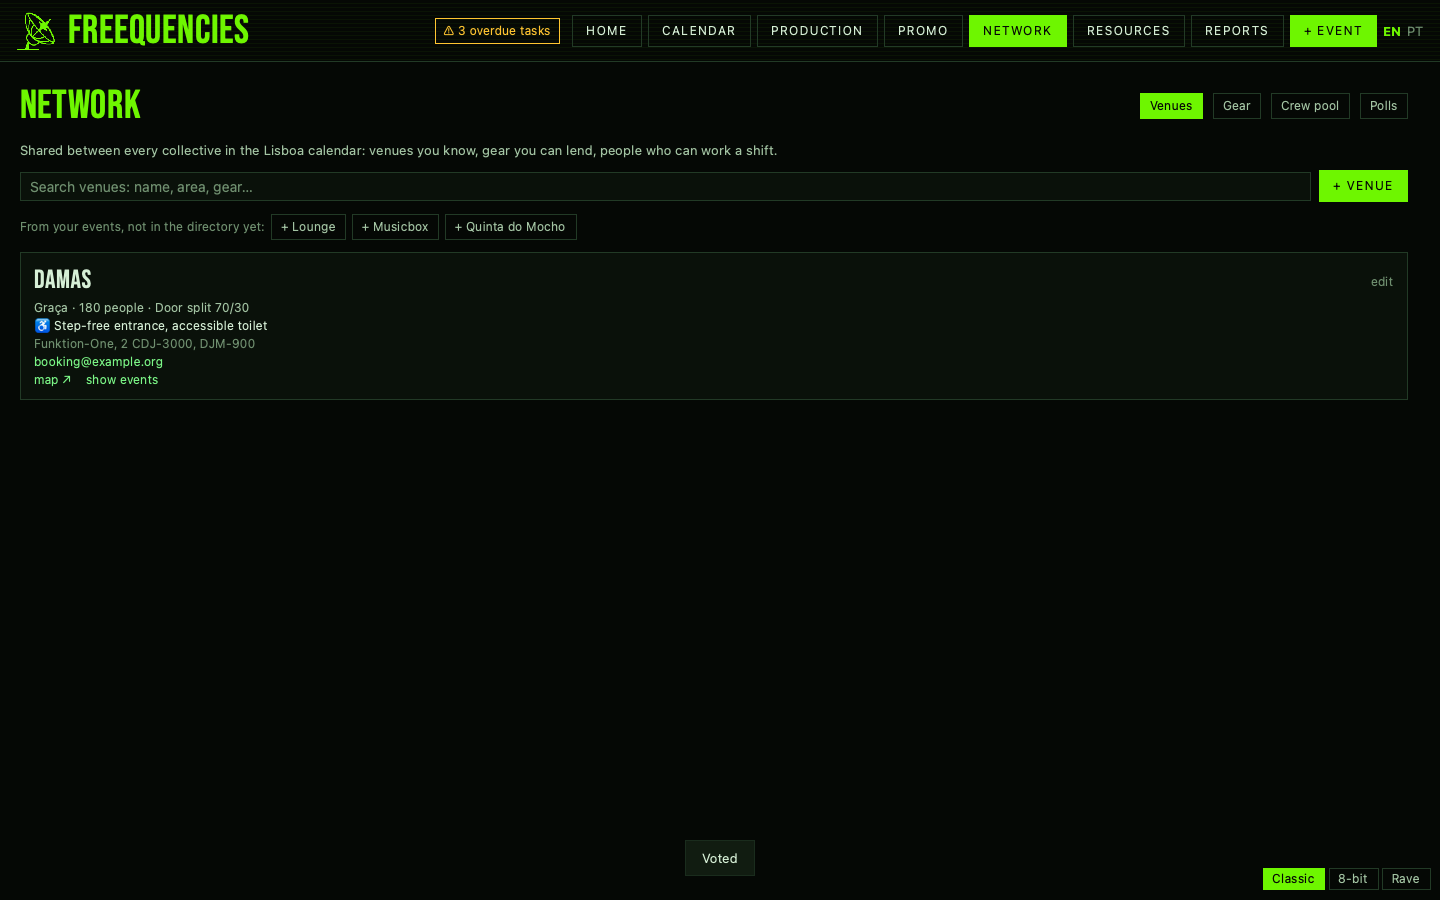 FREEQUENCIES
⚠ 3 overdue tasks
HOME
CALENDAR
PRODUCTION
PROMO
NETWORK
RESOURCES
REPORTS
+ EVENT
EN PT
NETWORK
Venues
Gear
Crew pool
Polls
Shared between every collective in the Lisboa calendar: venues you know, gear you can lend, people who can work a shift.
Search venues: name, area, gear...
+ VENUE
From your events, not in the directory yet: + Lounge + Musicbox + Quinta do Mocho
DAMAS
edit
Graça · 180 people · Door split 70/30
♿ Step-free entrance, accessible toilet
Funktion-One, 2 CDJ-3000, DJM-900
booking@example.org
map ↗ show events
Voted
Classic
8-bit
Rave